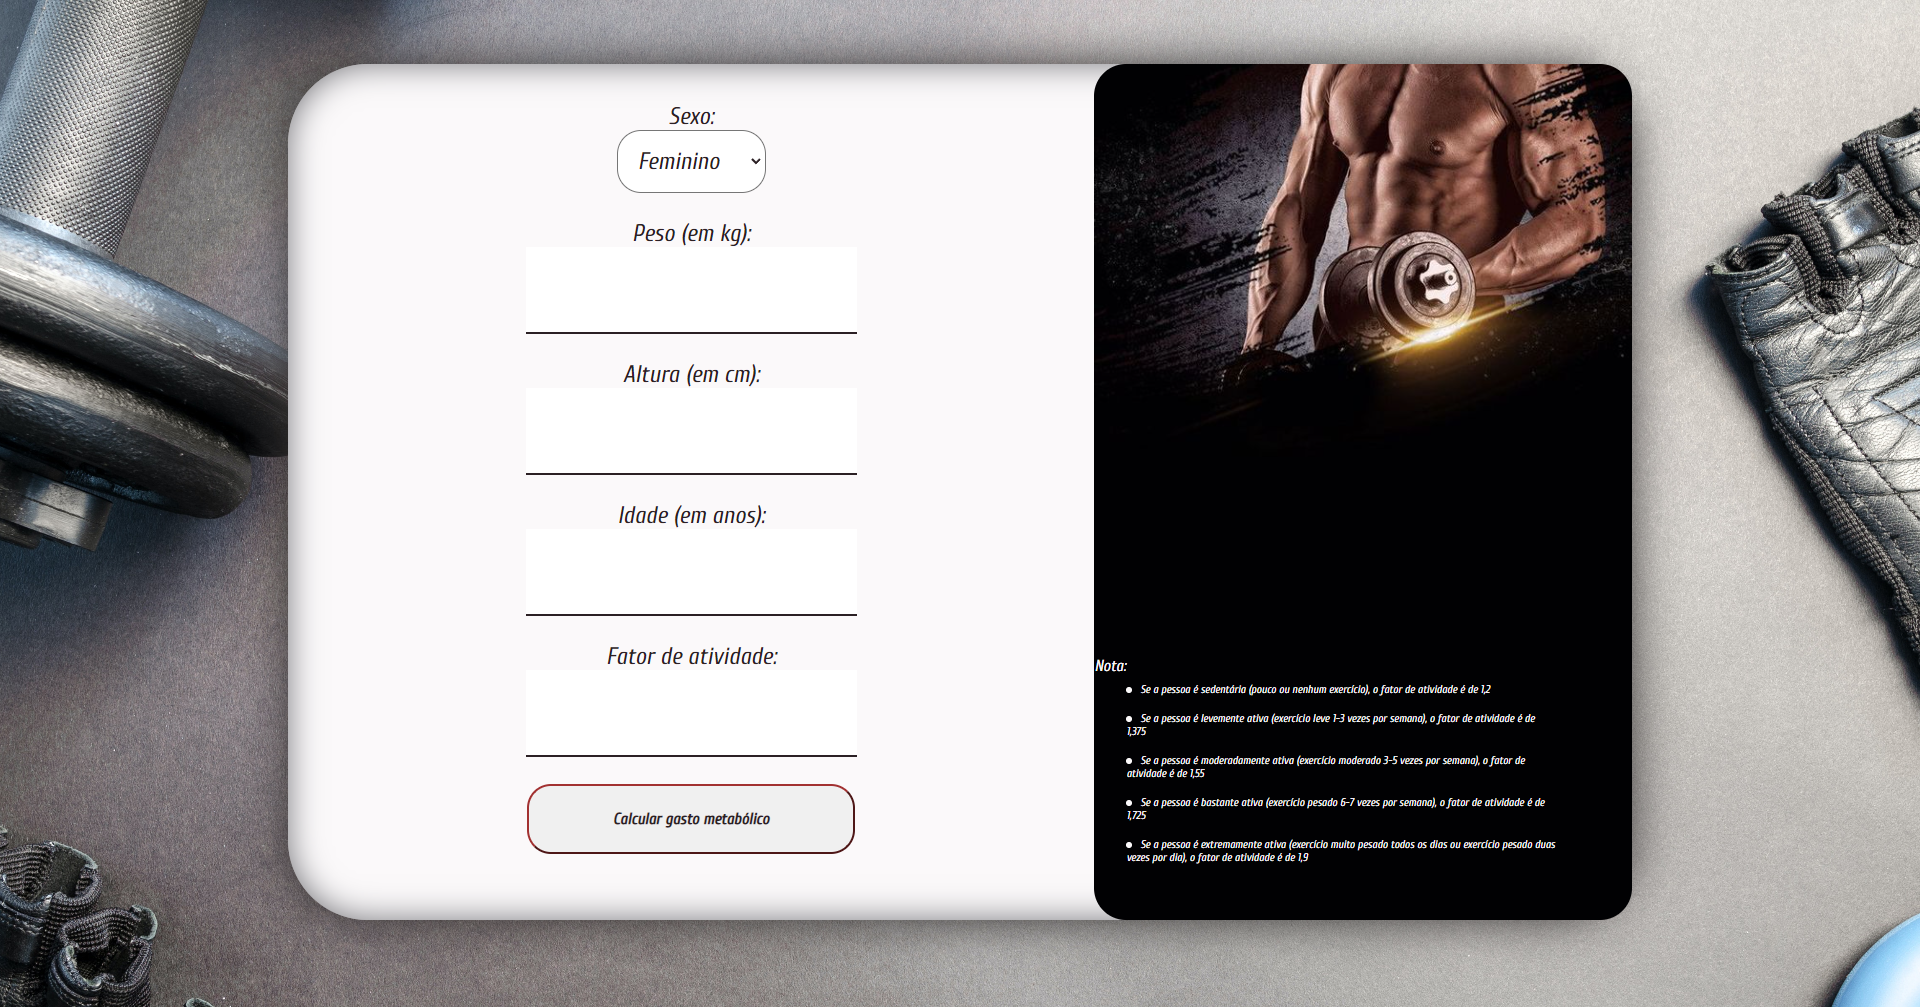 Sexo:
Feminino
Peso (em kg):
Altura (em cm):
Idade (em anos):
Fator de atividade:
Calcular gasto metabólico
Nota:
Se a pessoa é sedentária (pouco ou nenhum exercício), o fator de atividade é de 1,2
Se a pessoa é levemente ativa (exercício leve 1-3 vezes por semana), o fator de atividade é de
1,375
Se a pessoa é moderadamente ativa (exercício moderado 3-5 vezes por semana), o fator de
atividade é de 1,55
Se a pessoa é bastante ativa (exercício pesado 6-7 vezes por semana), o fator de atividade é de
1,725
Se a pessoa é extremamente ativa (exercício muito pesado todos os dias ou exercício pesado duas
vezes por dia), o fator de atividade é de 1,9